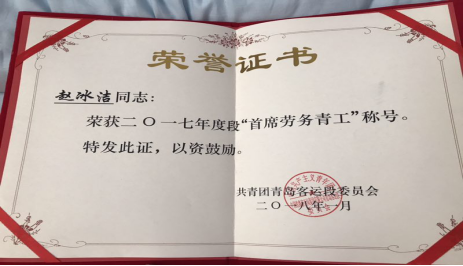 荣誉证书
赵冰洁同志：
荣获二〇一七年度段“首席劳务青工”称号。
特发此证，以资鼓励。
共青团青岛客运段委员会
二〇一八年一月